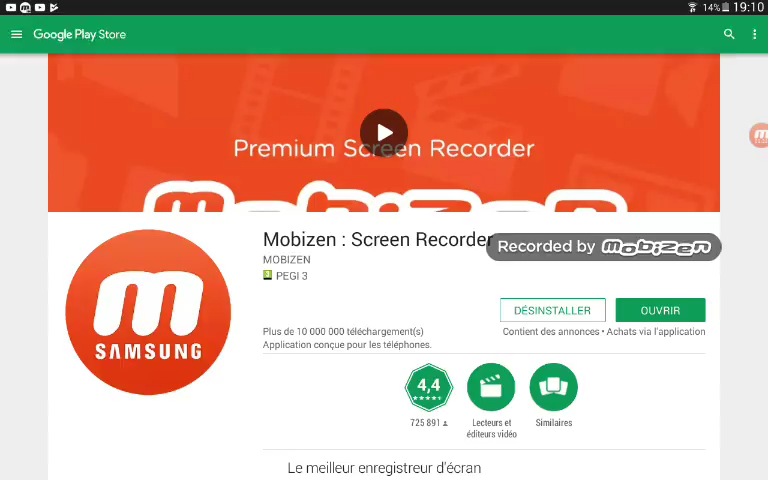 14% 19:10
Google Play Store
Premium Screen Recorder
mobizen
Mobizen : Screen Recorder
Recorded by mobizen
MOBIZEN
3 PEGI 3
m
SAMSUNG
DÉSINSTALLER
OUVRIR
Plus de 10 000 000 téléchargement(s)
Contient des annonces • Achats via l'application
Application conçue pour les téléphones.
4,4
725 891
Lecteurs et
éditeurs vidéo
Similaires
Le meilleur enregistreur d'écran